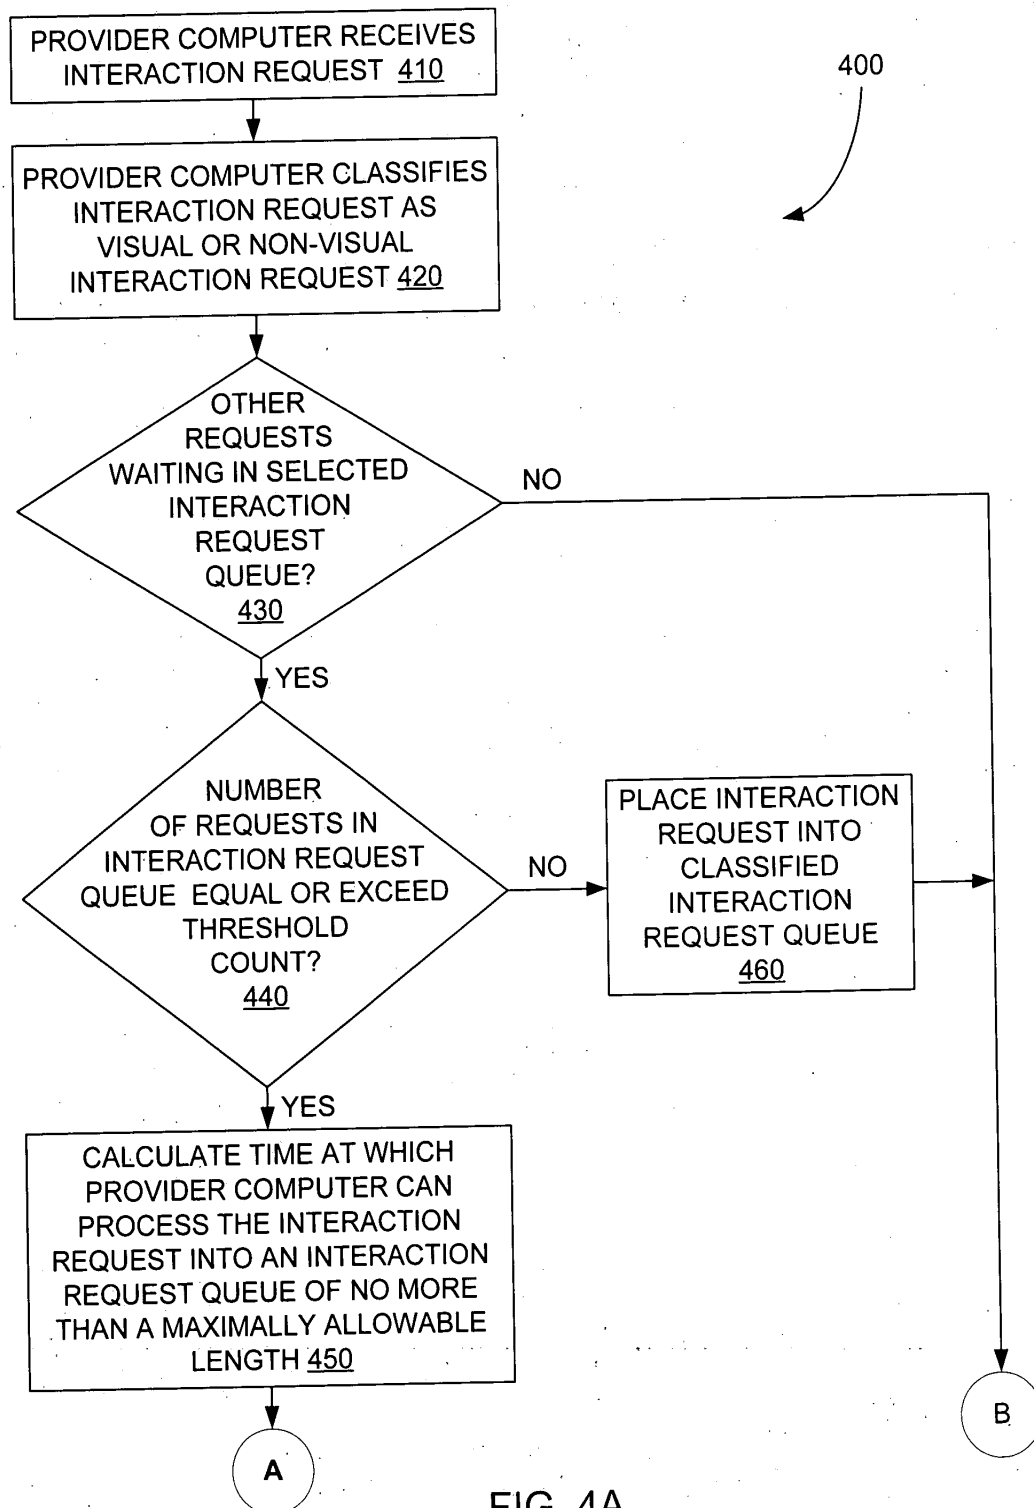 PROVIDER COMPUTER RECEIVES
INTERACTION REQUEST 410
400
PROVIDER COMPUTER CLASSIFIES
INTERACTION REQUEST AS
VISUAL OR NON-VISUAL
INTERACTION REQUEST 420
OTHER
REQUESTS
WAITING IN SELECTED
INTERACTION
REQUEST
QUEUE?
430
NO
YES
NUMBER
OF REQUESTS IN
INTERACTION REQUEST
QUEUE EQUAL OR EXCEED
THRESHOLD
COUNT?
440
NO
PLACE INTERACTION
REQUEST INTO
CLASSIFIED
INTERACTION
REQUEST QUEUE
460
YES
CALCULATE TIME AT WHICH
PROVIDER COMPUTER CAN
PROCESS THE INTERACTION
REQUEST INTO AN INTERACTION
REQUEST QUEUE OF NO MORE
THAN A MAXIMALLY ALLOWABLE
LENGTH 450
B
A
FIG. 4A